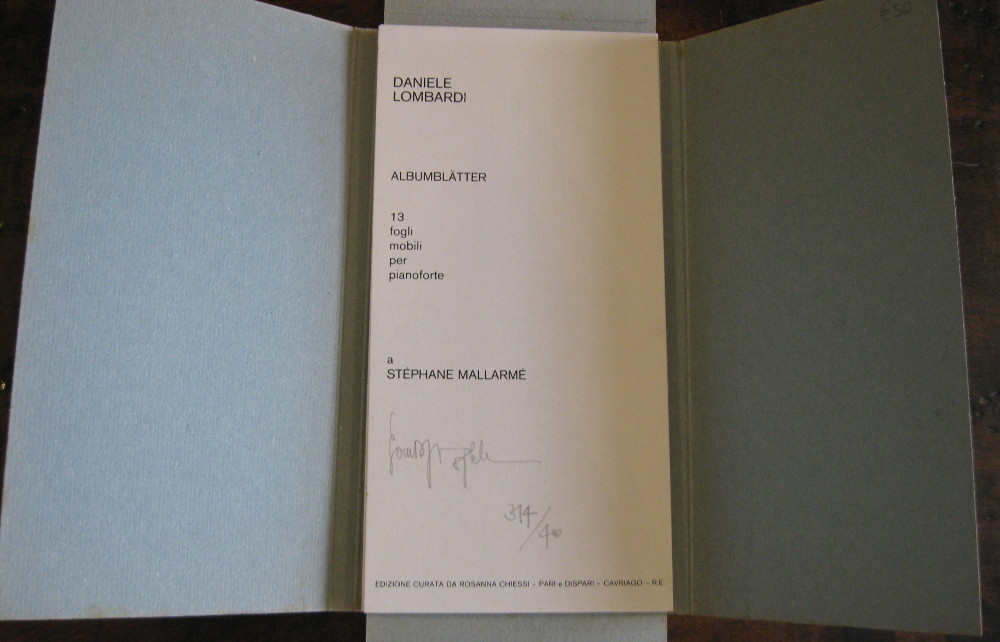 €50
DANIELE
LOMBARDI
ALBUMBLÄTTER
13
fogli
mobili
per
pianoforte
a
STÉPHANE MALLARMÉ
314/400
EDIZIONE CURATA DA ROSANNA CHIESSI – PARI e DISPARI – CAVRIAGO – R.E